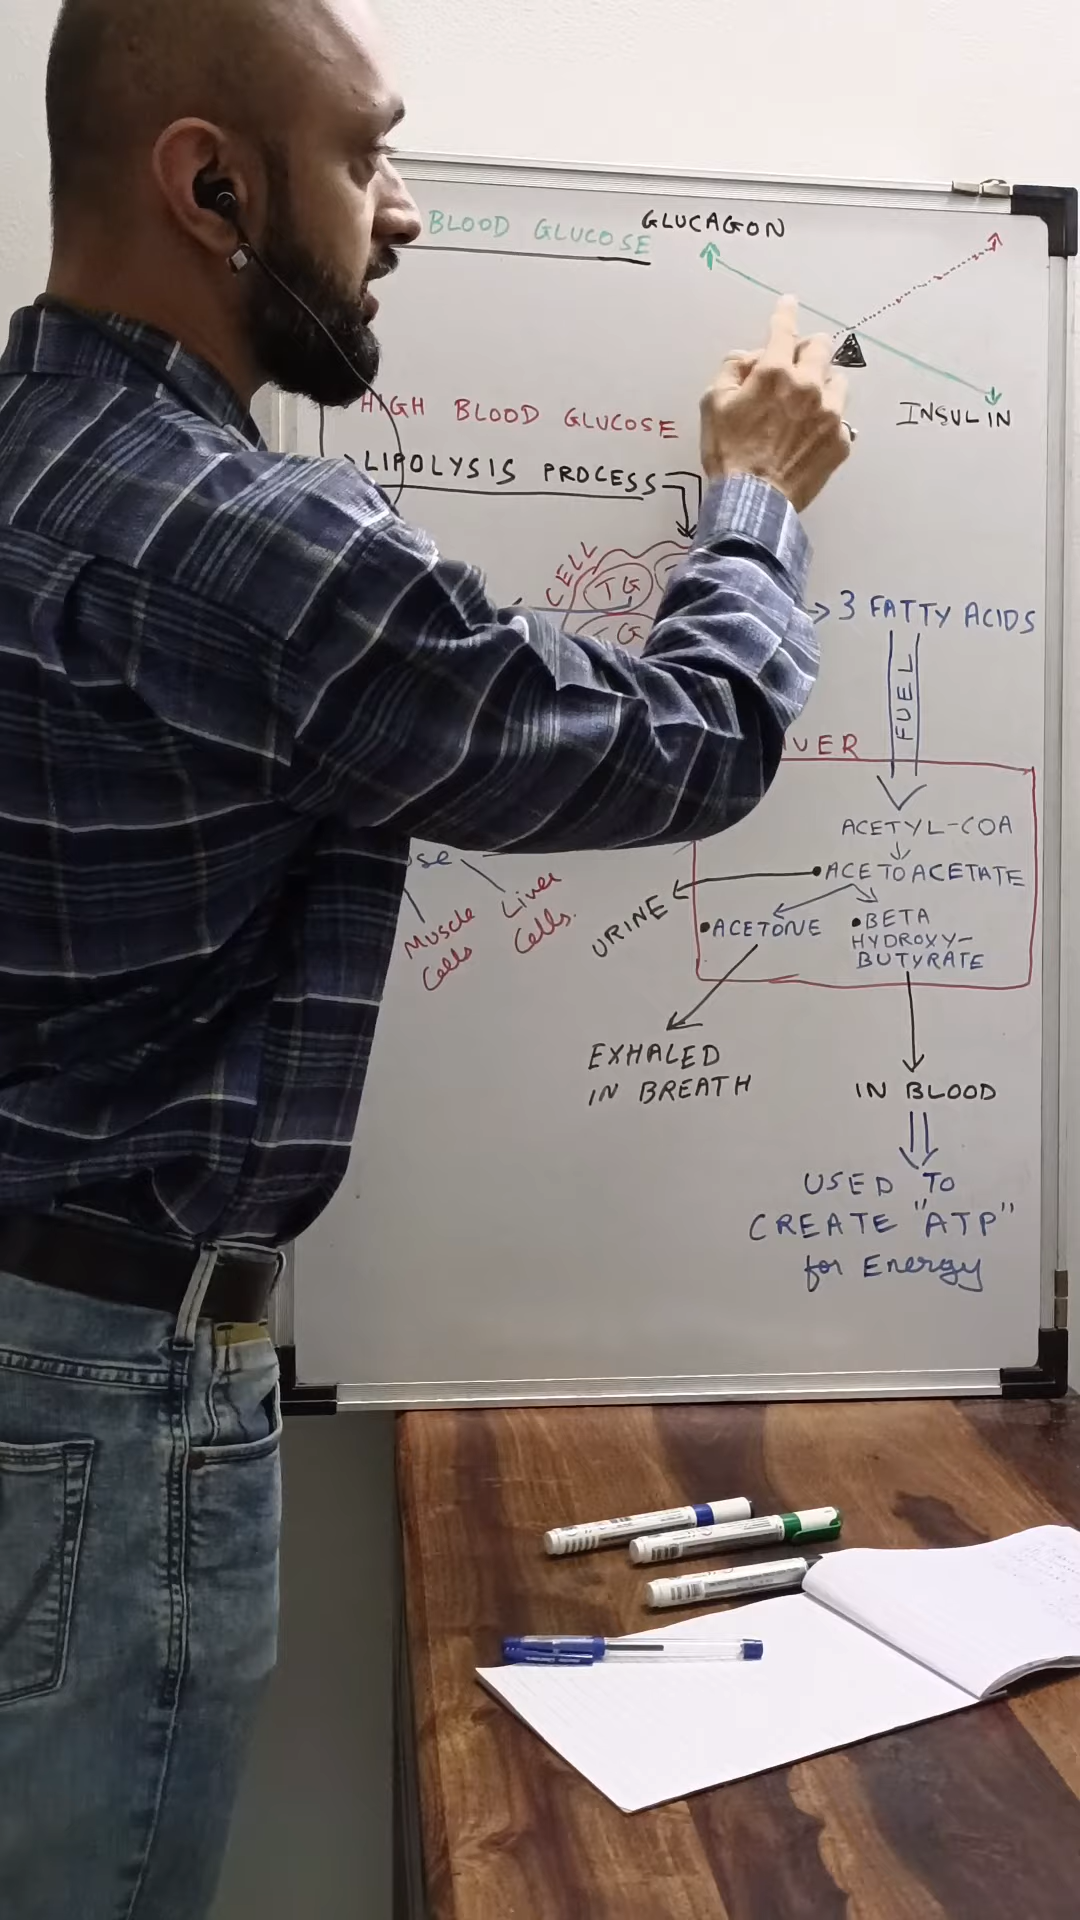 BLOOD GLUCOSE
GLUCAGON
INSULIN
HIGH BLOOD GLUCOSE
LIPOLYSIS PROCESS
CELL
TG
3 FATTY ACIDS
FUEL
ACETYL-COA
ACETOACETATE
URINE
ACETONE
BETA
HYDROXY-
BUTYRATE
Muscle
Cells
Liver
Cells.
EXHALED
IN BREATH
IN BLOOD
USED TO
CREATE "ATP"
for Energy